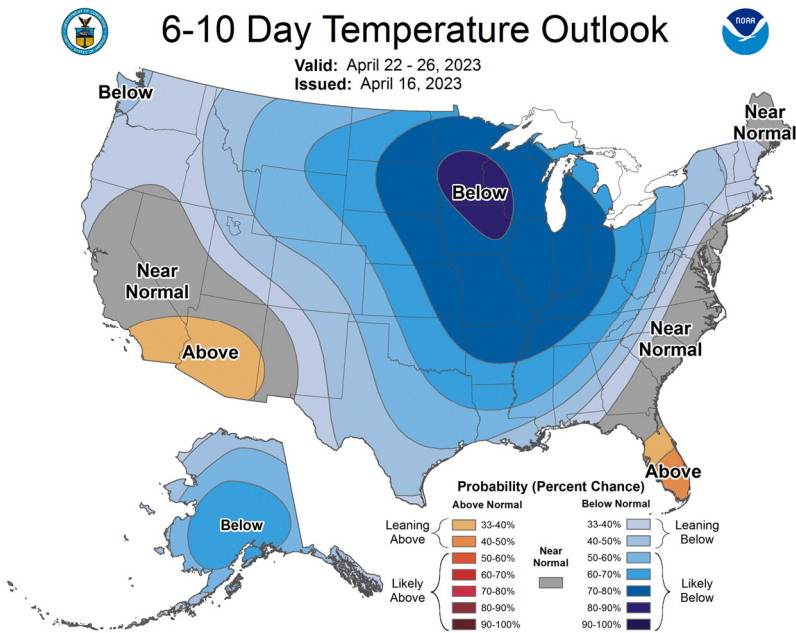 6-10 Day Temperature Outlook
NOAA
Valid: April 22 - 26, 2023
Issued: April 16, 2023
Below
Near
Normal
Below
Near
Normal
Above
Near
Normal
Above
Below
Probability (Percent Chance)
Above Normal
Below Normal
Leaning
Above
33-40%
40-50%
Likely
Above
50-60%
60-70%
70-80%
80-90%
90-100%
Near
Normal
33-40%
40-50%
Leaning
Below
50-60%
60-70%
70-80%
80-90%
90-100%
Likely
Below